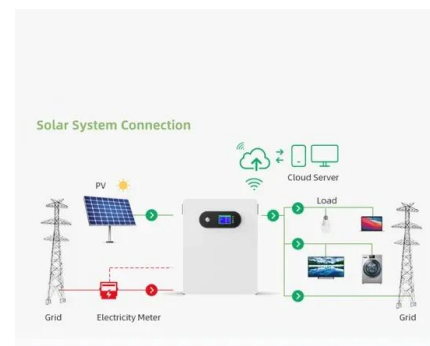 Solar System Connection
Cloud Server
PV
Load
Grid
Electricity Meter
Grid